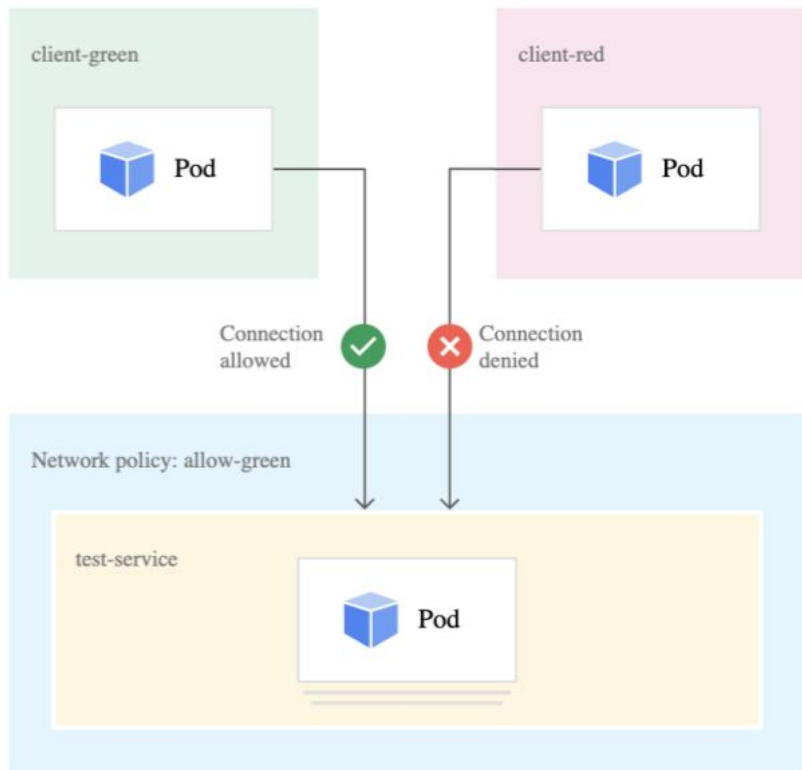 client-green
client-red
Pod
Pod
Connection
allowed
Connection
denied
Network policy: allow-green
test-service
Pod